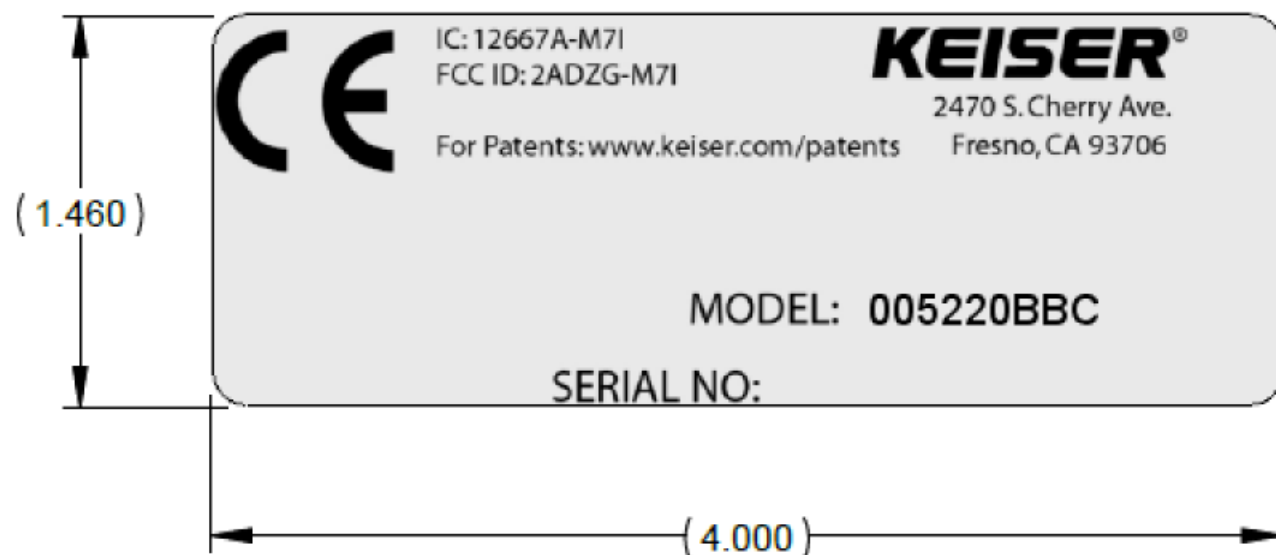 IC: 12667A-M7I
FCC ID: 2ADZG-M7I
For Patents: www.keiser.com/patents
KEISER®
2470 S. Cherry Ave.
Fresno, CA 93706
CE
(1.460)
MODEL: 005220BBC
SERIAL NO:
(4.000)